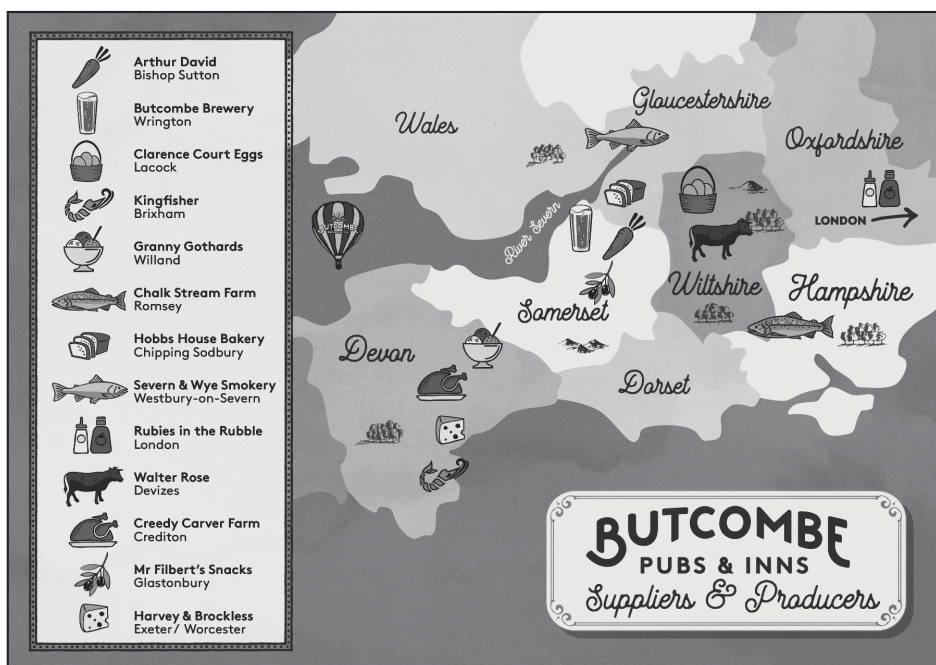 Arthur David
Bishop Sutton
Butcombe Brewery
Wrington
Clarence Court Eggs
Lacock
Kingfisher
Brixham
Granny Gothards
Willand
Chalk Stream Farm
Romsey
Hobbs House Bakery
Chipping Sodbury
Severn & Wye Smokery
Westbury-on-Severn
Rubies in the Rubble
London
Walter Rose
Devizes
Creedy Carver Farm
Crediton
Mr Filbert's Snacks
Glastonbury
Harvey & Brockless
Exeter/ Worcester
Wales
Gloucestershire
Oxfordshire
LONDON
River Severn
BUTCOMBE
Wiltshire
Hampshire
Somerset
Devon
Dorset
BUTCOMBE
PUBS & INNS
Suppliers & Producers